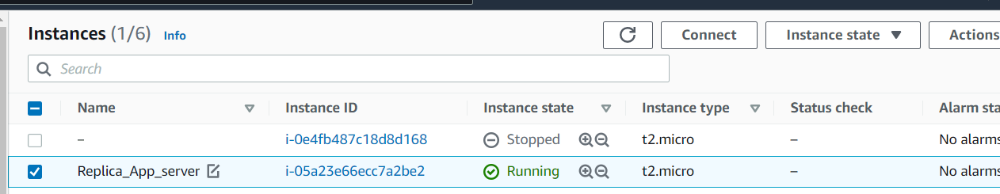 Instances (1/6) Info Connect Instance state Actions
Search
Name Instance ID Instance state Instance type Status check Alarm sta
– i-0e4fb487c18d8d168 Stopped t2.micro – No alarms
Replica_App_server i-05a23e66ecc7a2be2 Running t2.micro – No alarms